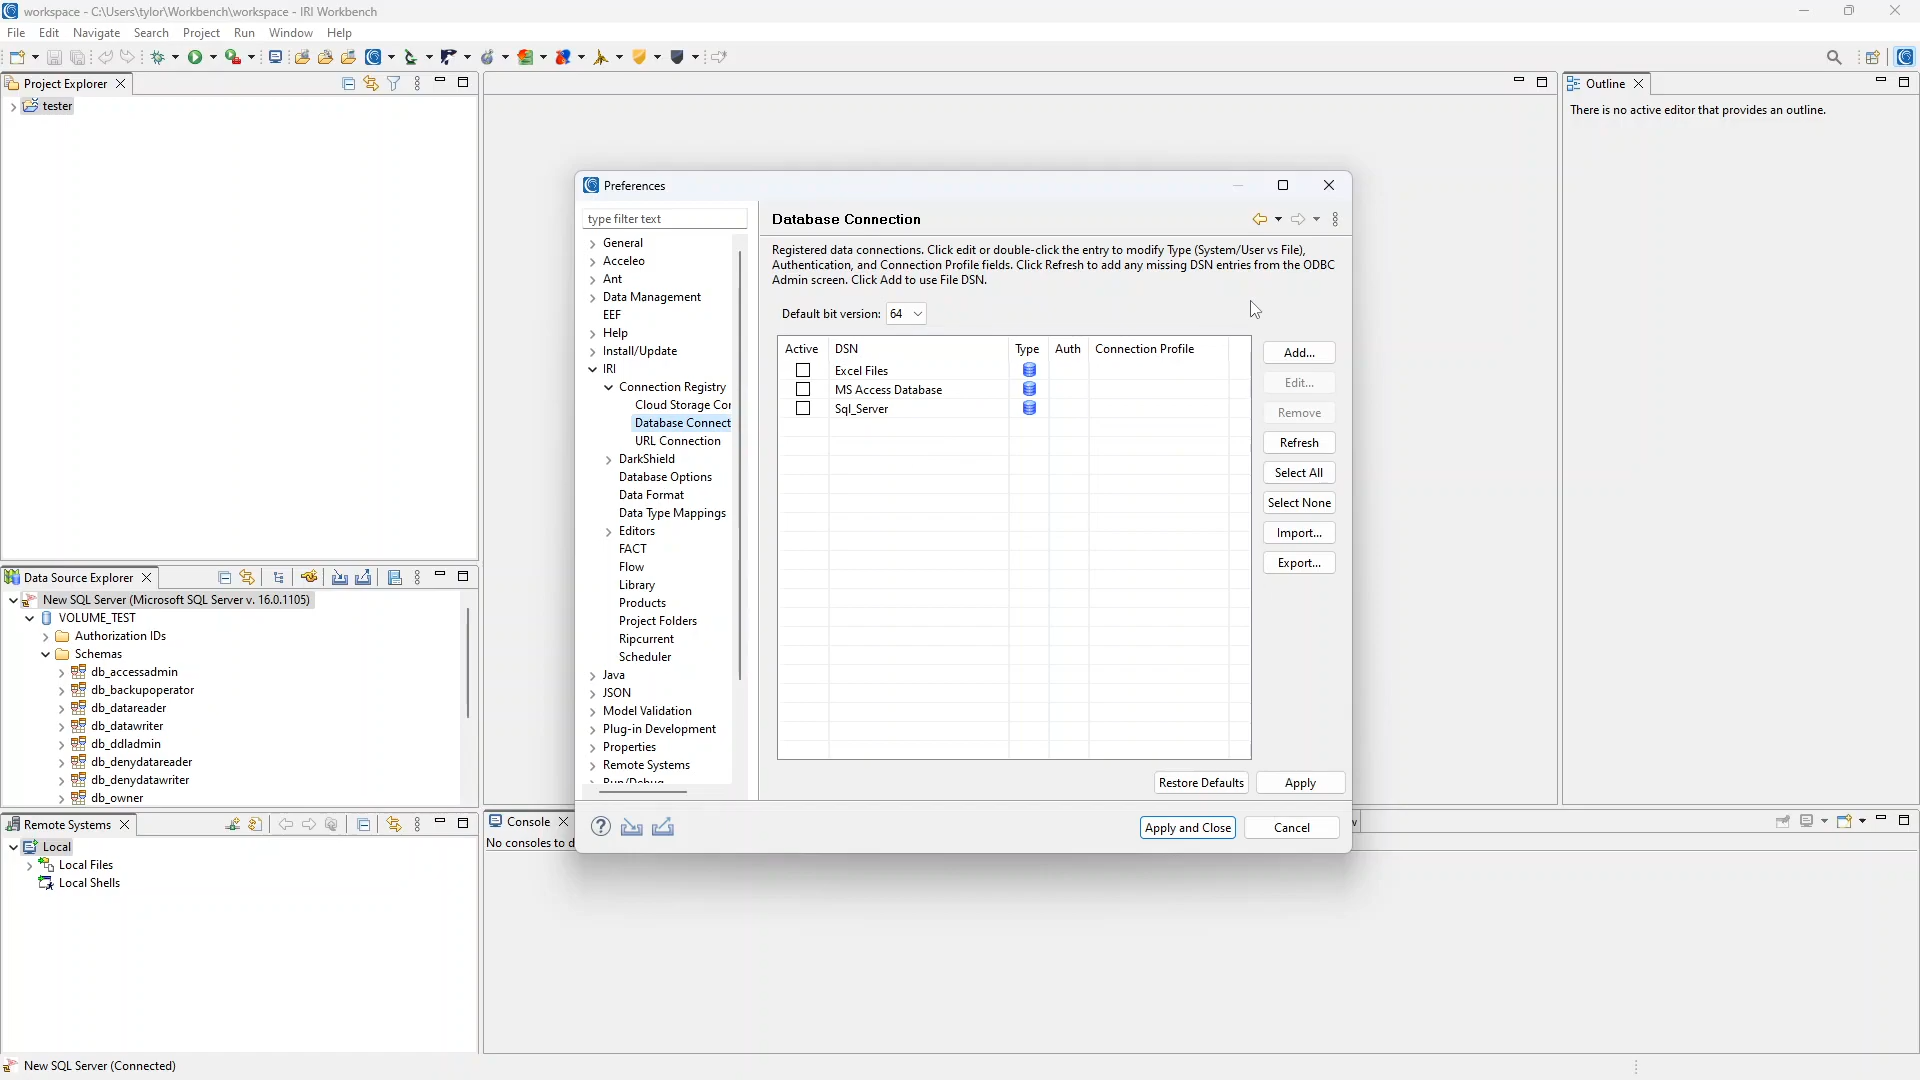 workspace - C:\Users\tylor\Workbench\workspace - IRI Workbench
File Edit Navigate Search Project Run Window Help
Project Explorer
tester
Outline
There is no active editor that provides an outline.
Preferences
type filter text
General
Acceleo
Ant
Data Management
EEF
Help
Install/Update
IRI
Connection Registry
Cloud Storage Cor
Database Connect
URL Connection
DarkShield
Database Options
Data Format
Data Type Mappings
Editors
FACT
Flow
Library
Products
Project Folders
Ripcurrent
Scheduler
Java
JSON
Model Validation
Plug-in Development
Properties
Remote Systems
Run/Debug
Database Connection
Registered data connections. Click edit or double-click the entry to modify Type (System/User vs File),
Authentication, and Connection Profile fields. Click Refresh to add any missing DSN entries from the ODBC
Admin screen. Click Add to use File DSN.
Default bit version: 64
Active DSN Type Auth Connection Profile
Excel Files
MS Access Database
Sql_Server
Add...
Edit...
Remove
Refresh
Select All
Select None
Import...
Export...
Restore Defaults Apply
Apply and Close Cancel
Data Source Explorer
New SQL Server (Microsoft SQL Server v. 16.0.1105)
VOLUME_TEST
Authorization IDs
Schemas
db_accessadmin
db_backupoperator
db_datareader
db_datawriter
db_ddladmin
db_denydatareader
db_denydatawriter
db_owner
Remote Systems
Local
Local Files
Local Shells
Console
No consoles to d
New SQL Server (Connected)